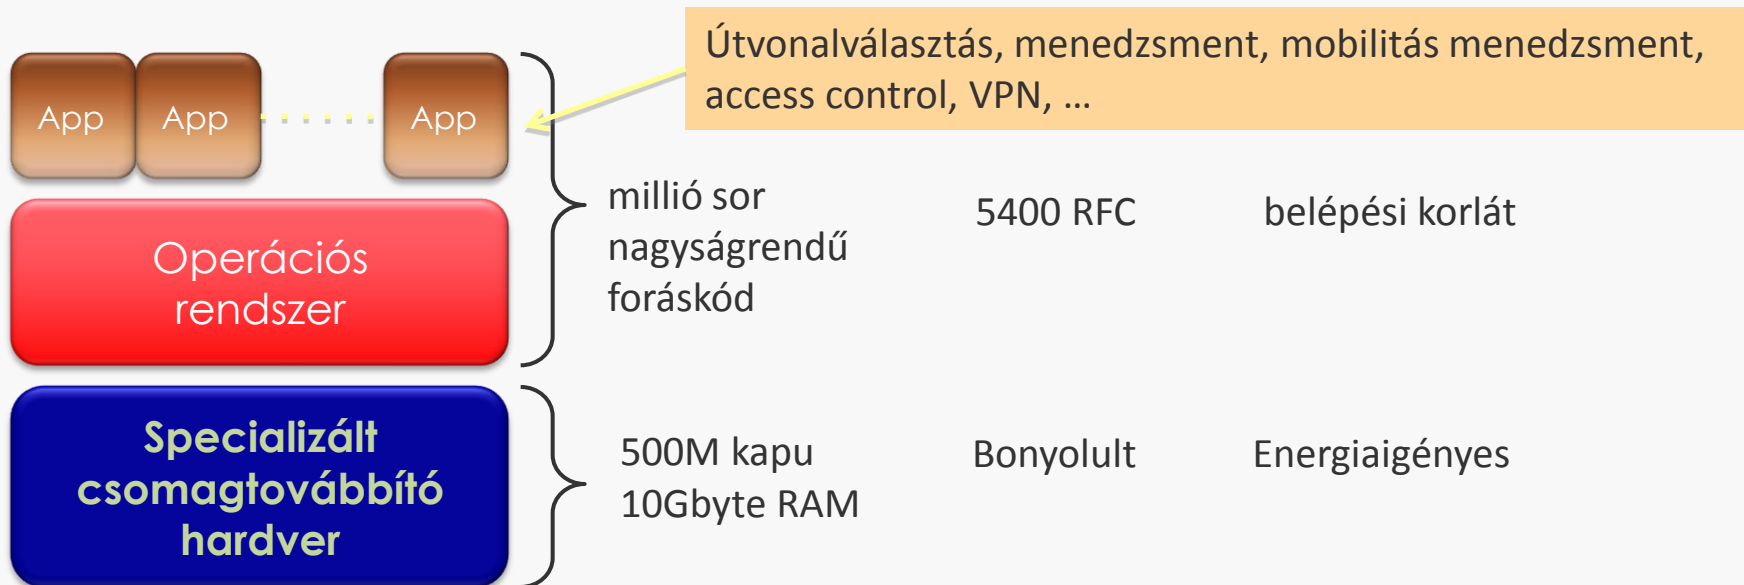 Útvonalválasztás, menedzsment, mobilitás menedzsment,
access control, VPN, ...
App
App
App
Operációs
rendszer
millió sor
nagyságrendű
foráskód
5400 RFC
belépési korlát
Specializált
csomagtovábbító
hardver
500M kapu
10Gbyte RAM
Bonyolult
Energiaigényes